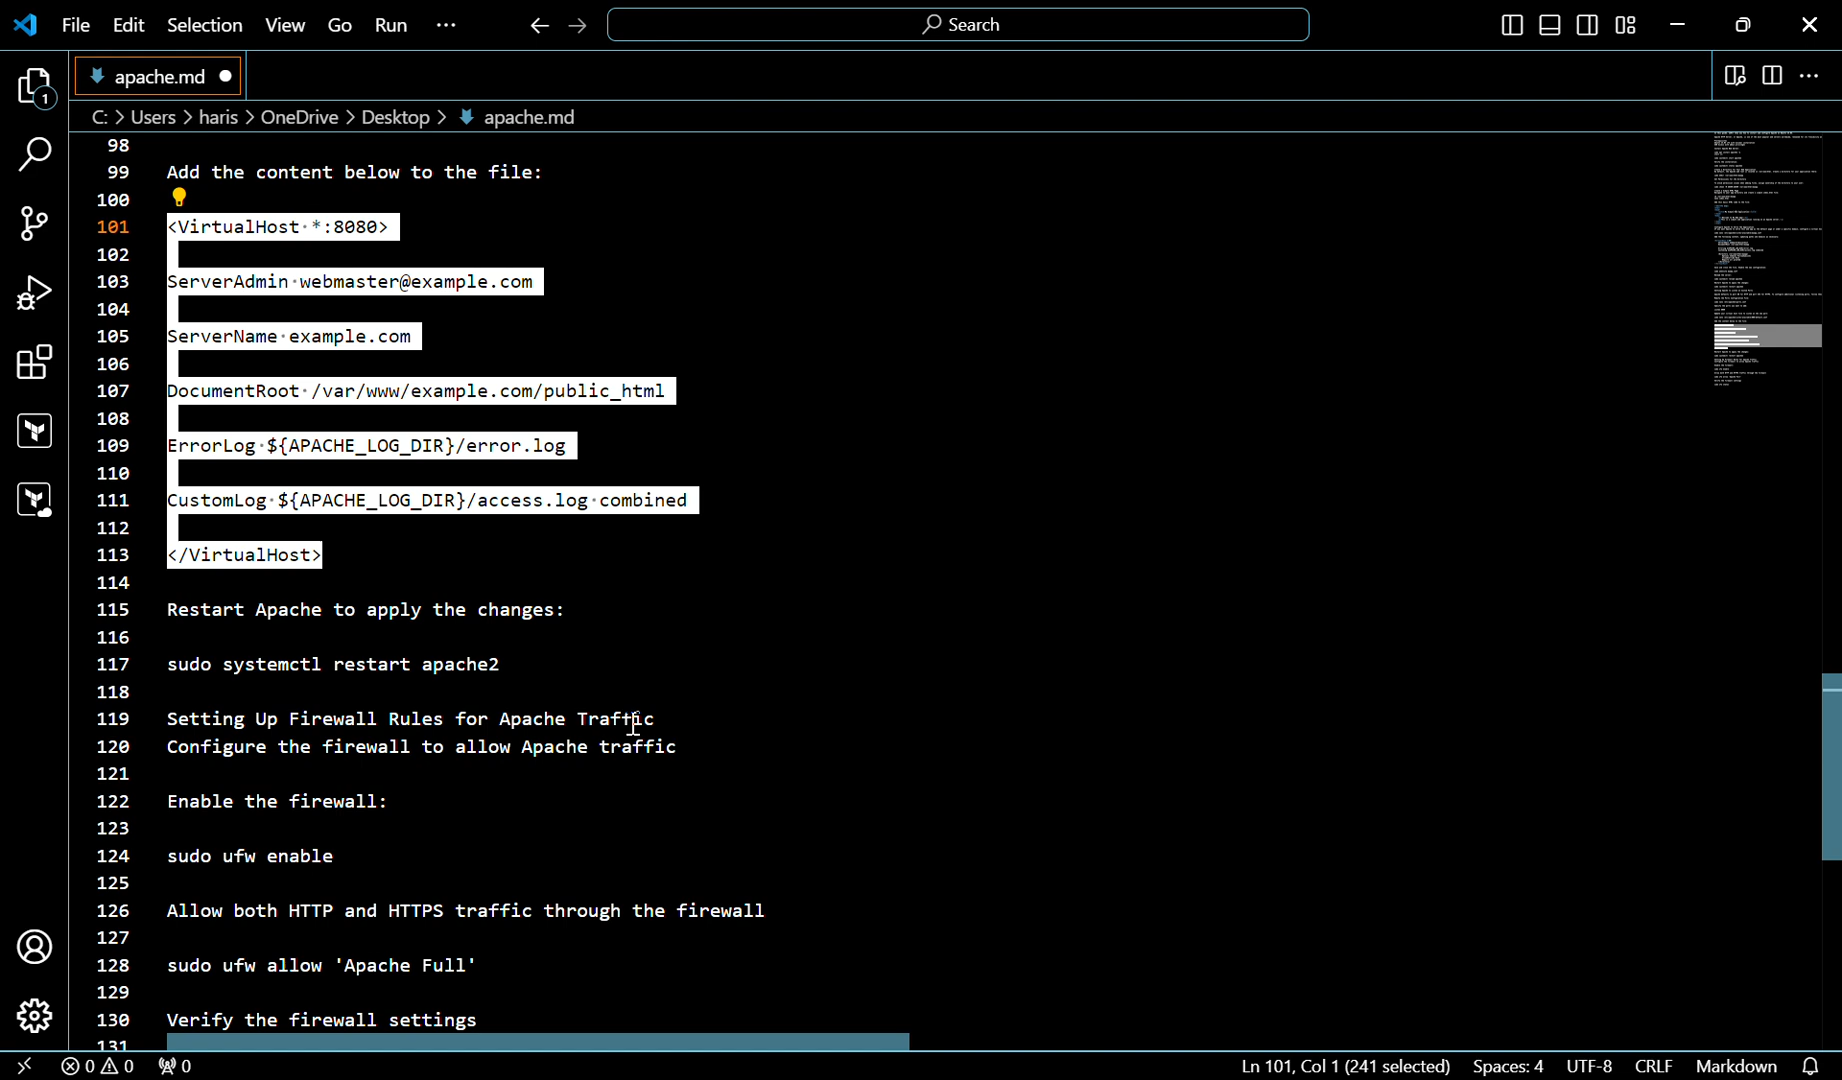 File Edit Selection View Go Run ··· Search
apache.md
C: > Users > haris > OneDrive > Desktop > apache.md
98
99 Add the content below to the file:
100
101 <VirtualHost·*:8080>
102
103 ServerAdmin·webmaster@example.com
104
105 ServerName·example.com
106
107 DocumentRoot·/var/www/example.com/public_html
108
109 ErrorLog·${APACHE_LOG_DIR}/error.log
110
111 CustomLog·${APACHE_LOG_DIR}/access.log·combined
112
113 </VirtualHost>
114
115 Restart Apache to apply the changes:
116
117 sudo systemctl restart apache2
118
119 Setting Up Firewall Rules for Apache Traffic
120 Configure the firewall to allow Apache traffic
121
122 Enable the firewall:
123
124 sudo ufw enable
125
126 Allow both HTTP and HTTPS traffic through the firewall
127
128 sudo ufw allow 'Apache Full'
129
130 Verify the firewall settings
131
1
0 0 0 Ln 101, Col 1 (241 selected) Spaces: 4 UTF-8 CRLF Markdown